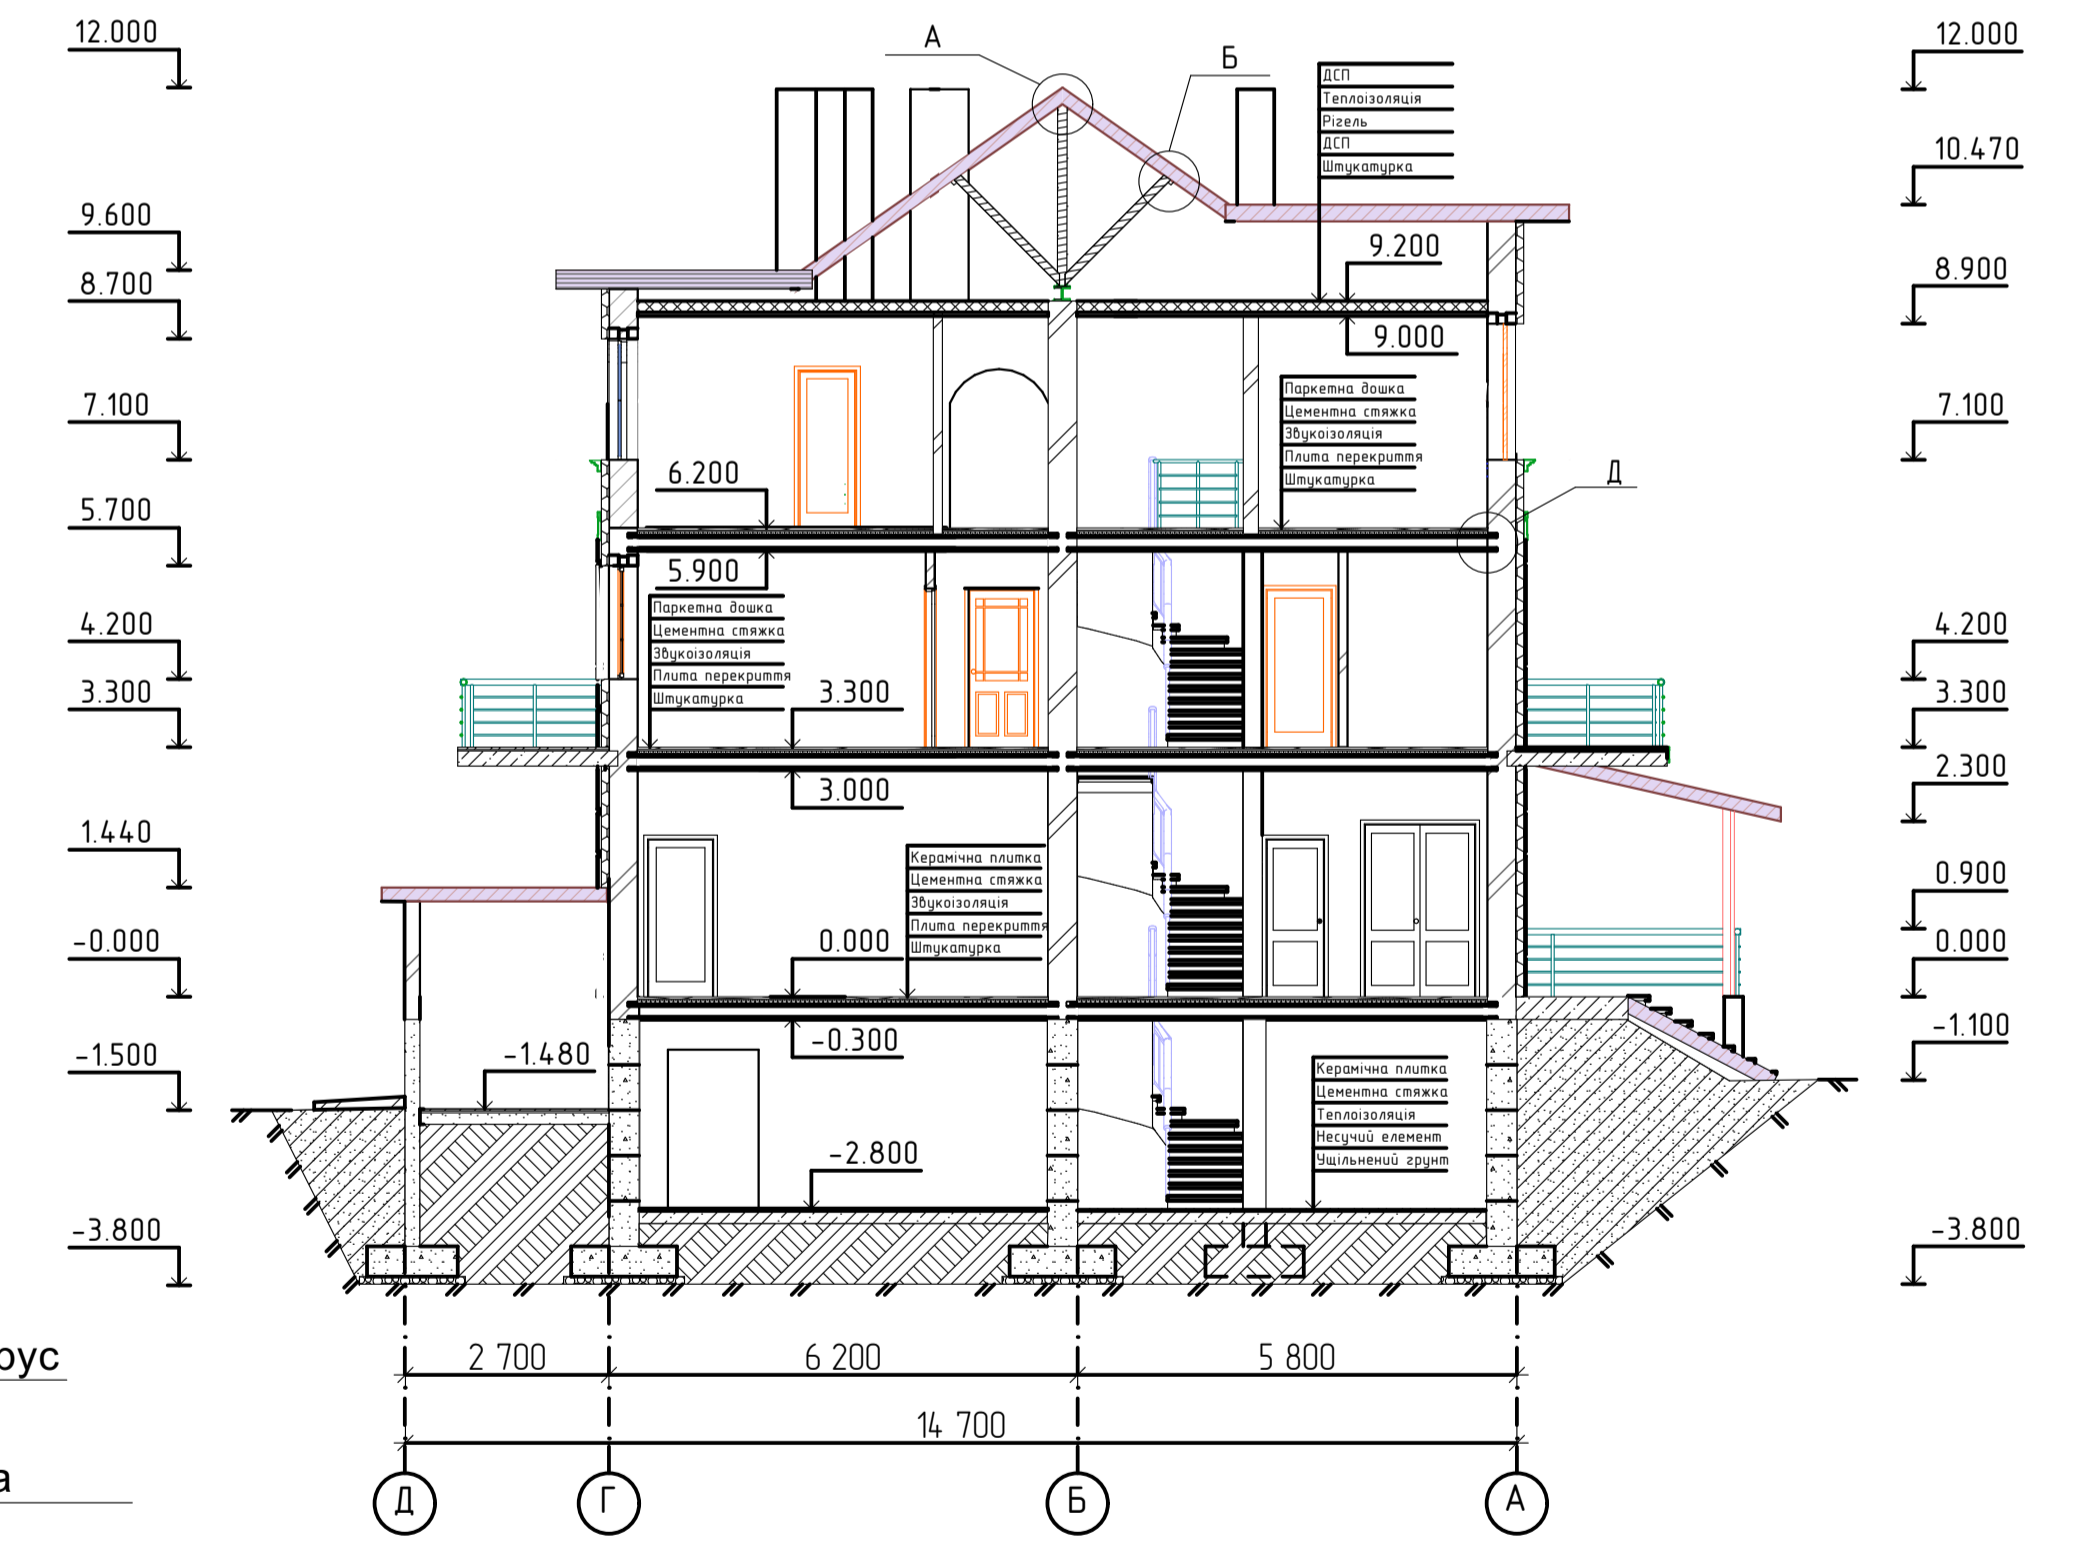 А
Б
12.000
9.600
8.700
7.100
5.700
4.200
3.300
1.440
-0.000
-1.500
-3.800
12.000
10.470
8.900
7.100
4.200
3.300
2.300
0.900
0.000
-1.100
-3.800
ДСП
Теплоізоляція
Рігель
ДСП
Штукатурка
9.200
9.000
Паркетна дошка
Цементна стяжка
Звукоізоляція
Плита перекриття
Штукатурка
Д
6.200
5.900
Паркетна дошка
Цементна стяжка
Звукоізоляція
Плита перекриття
Штукатурка
3.300
3.000
Керамічна плитка
Цементна стяжка
Звукоізоляція
Плита перекриття
Штукатурка
0.000
-0.300
-1.480
-2.800
Керамічна плитка
Цементна стяжка
Теплоізоляція
Несучий елемент
Ущільнений грунт
рус
2 700
6 200
5 800
14 700
а
Д
Г
Б
А